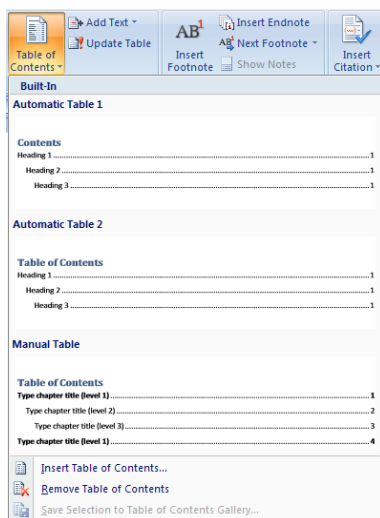 Table of
Contents
Add Text
Update Table
AB1
Insert
Footnote
Insert Endnote
AB Next Footnote
Show Notes
Insert
Citation
Built-In
Automatic Table 1
Contents
Heading 1........1
Heading 2........1
Heading 3........1
Automatic Table 2
Table of Contents
Heading 1........1
Heading 2........1
Heading 3........1
Manual Table
Table of Contents
Type chapter title (level 1)........1
Type chapter title (level 2)........2
Type chapter title (level 3)........3
Type chapter title (level 1)........4
Insert Table of Contents...
Remove Table of Contents
Save Selection to Table of Contents Gallery...